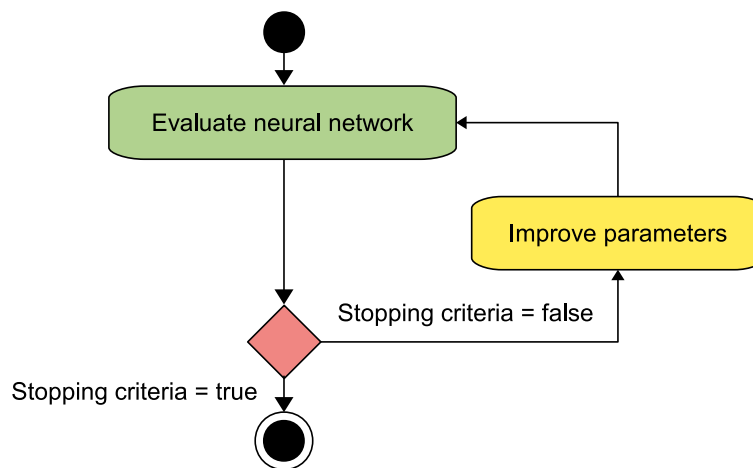 Evaluate neural network
Improve parameters
Stopping criteria = false
Stopping criteria = true